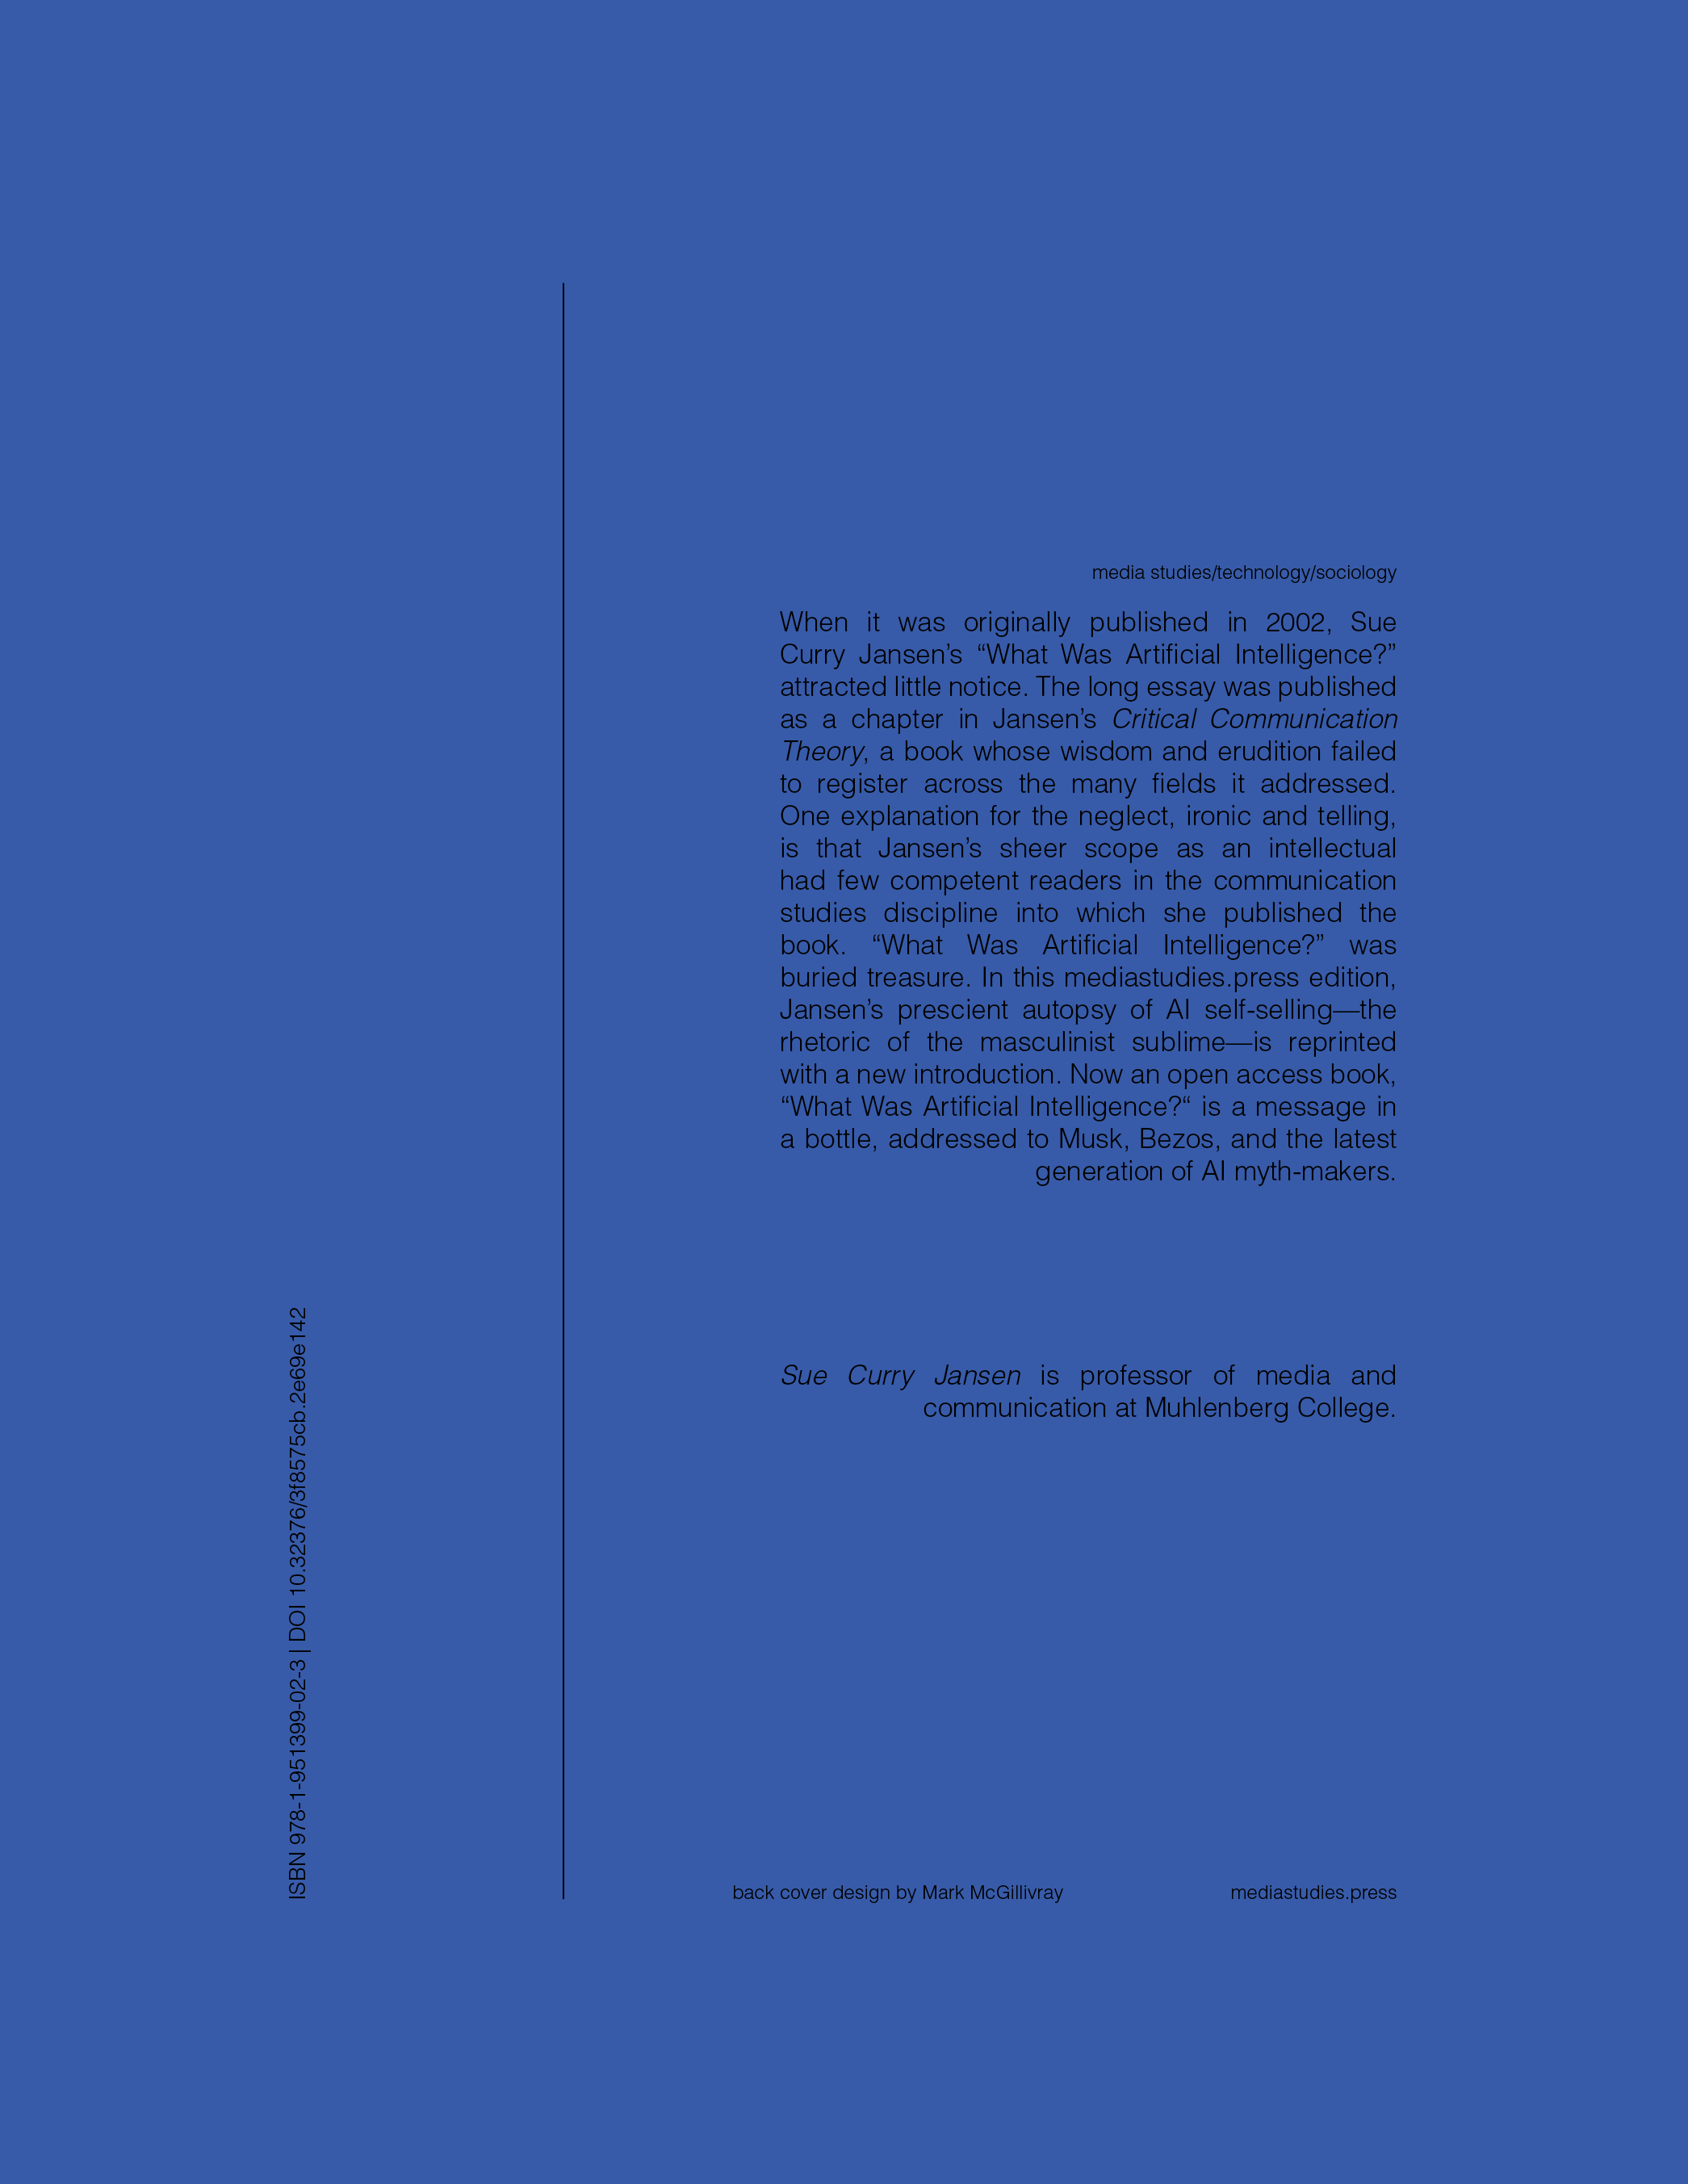 media studies/technology/sociology
When it was originally published in 2002, Sue
Curry Jansen’s “What Was Artificial Intelligence?”
attracted little notice. The long essay was published
as a chapter in Jansen’s Critical Communication
Theory, a book whose wisdom and erudition failed
to register across the many fields it addressed.
One explanation for the neglect, ironic and telling,
is that Jansen’s sheer scope as an intellectual
had few competent readers in the communication
studies discipline into which she published the
book. “What Was Artificial Intelligence?” was
buried treasure. In this mediastudies.press edition,
Jansen’s prescient autopsy of AI self-selling—the
rhetoric of the masculinist sublime—is reprinted
with a new introduction. Now an open access book,
“What Was Artificial Intelligence?“ is a message in
a bottle, addressed to Musk, Bezos, and the latest
generation of AI myth-makers.
Sue Curry Jansen is professor of media and
communication at Muhlenberg College.
ISBN 978-1-951399-02-3 | DOI 10.32376/3f8575cb.2e69e142
back cover design by Mark McGillivray
mediastudies.press